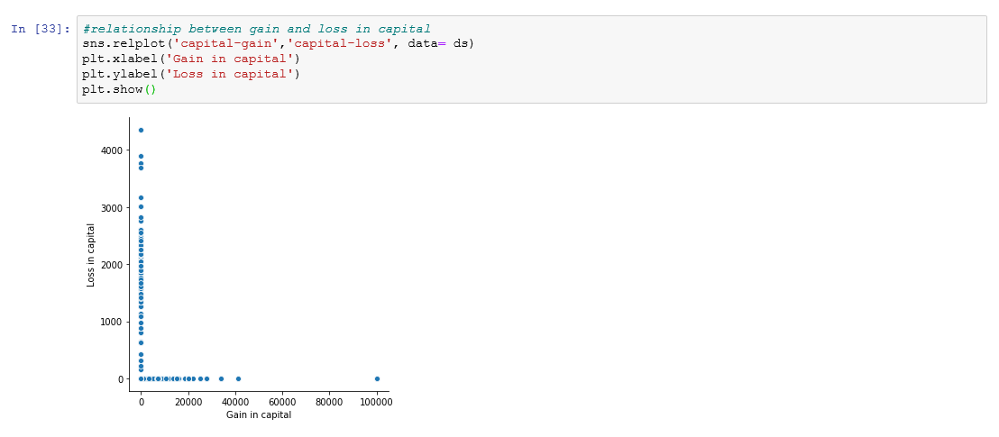 In [33]: #relationship between gain and loss in capital
sns.relplot('capital-gain','capital-loss', data= ds)
plt.xlabel('Gain in capital')
plt.ylabel('Loss in capital')
plt.show()
4000
3000
2000
1000
0
Loss in capital
0 20000 40000 60000 80000 100000
Gain in capital